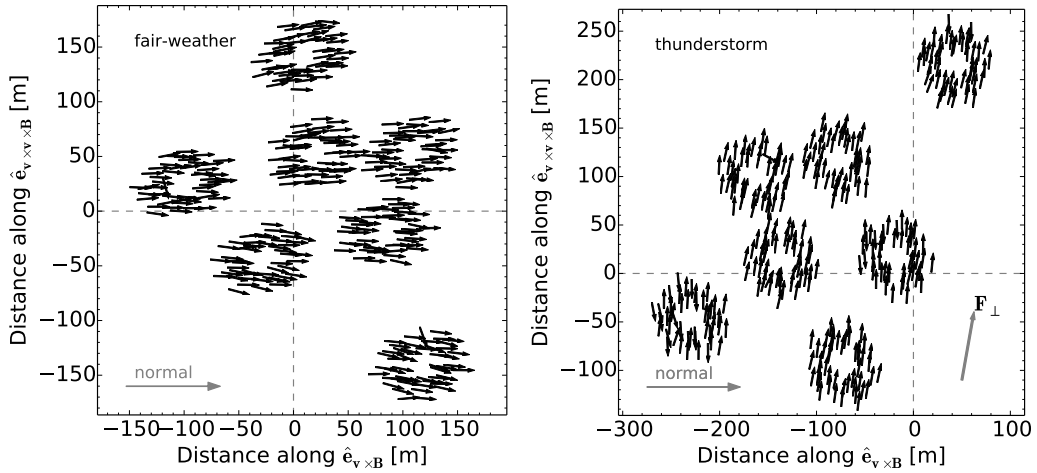 fair-weather
150
100
50
0
−50
−100
−150
normal
−150 −100 −50 0 50 100 150
Distance along ê_{v×B} [m]
Distance along ê_{v×v×B} [m]
thunderstorm
250
200
150
100
50
0
−50
−100
F⊥
normal
−300 −200 −100 0 100
Distance along ê_{v×B} [m]
Distance along ê_{v×v×B} [m]